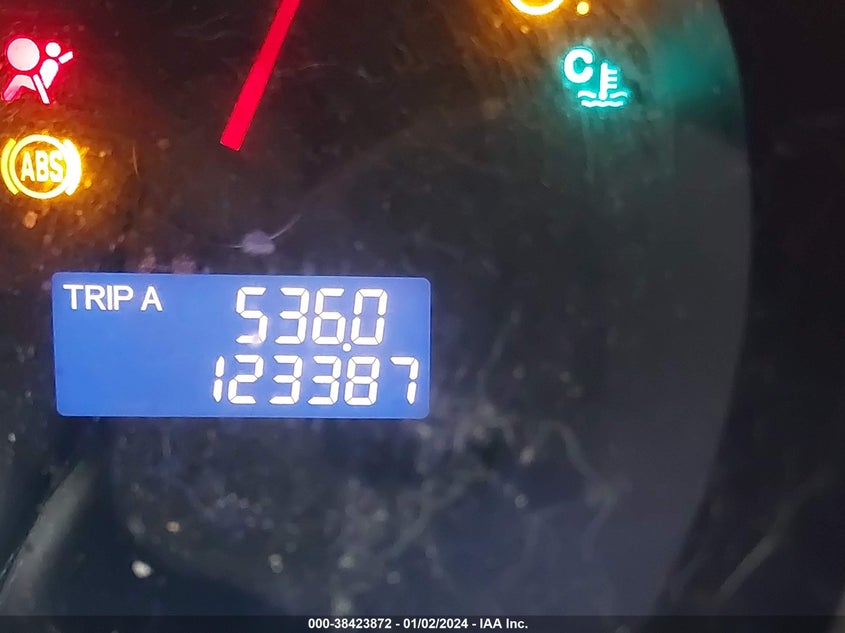 C
ABS
TRIP A 536.0
123387
000-38423872 - 01/02/2024 - IAA Inc.